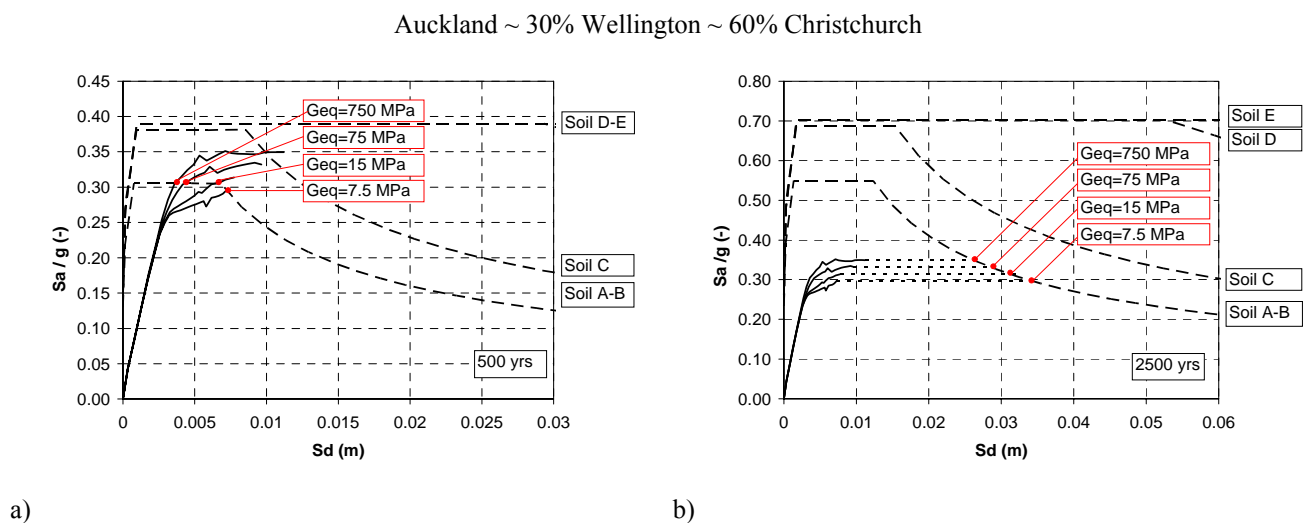 Auckland ~ 30% Wellington ~ 60% Christchurch
0.45
0.40
0.35
0.30
0.25
0.20
0.15
0.10
0.05
0.00
Sa / g (-)
Geq=750 MPa
Geq=75 MPa
Geq=15 MPa
Geq=7.5 MPa
Soil D-E
Soil C
Soil A-B
500 yrs
0
0.005
0.01
0.015
0.02
0.025
0.03
Sd (m)
a)
0.80
0.70
0.60
0.50
0.40
0.30
0.20
0.10
0.00
Sa / g (-)
Soil E
Soil D
Geq=750 MPa
Geq=75 MPa
Geq=15 MPa
Geq=7.5 MPa
Soil C
Soil A-B
2500 yrs
0
0.01
0.02
0.03
0.04
0.05
0.06
Sd (m)
b)